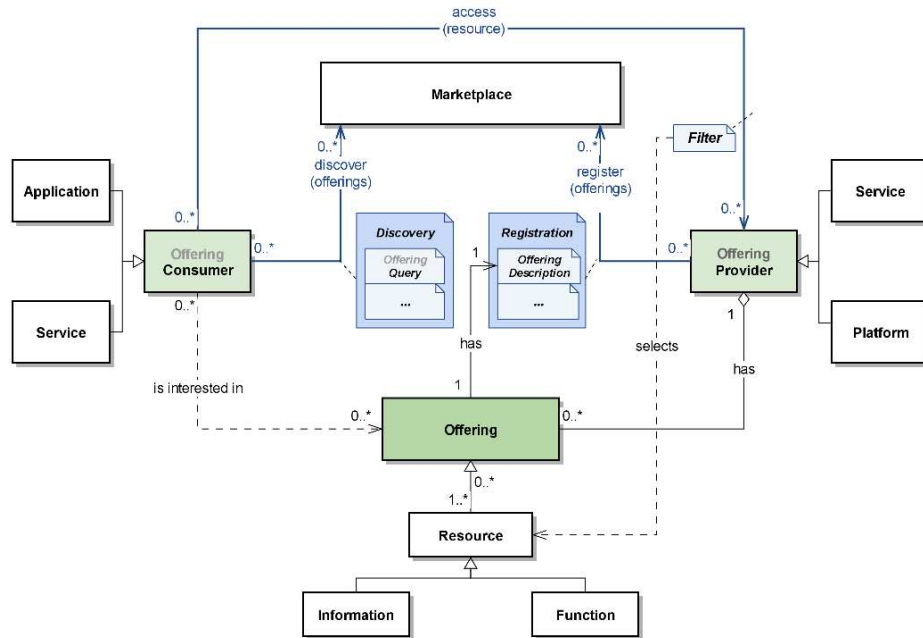 access
(resource)
Marketplace
Filter
0..*
0..*
0..*
discover
(offerings)
0..*
register
(offerings)
Application
Service
0..*
0..*
Discovery
Registration
Offering
Consumer
0..*
1
0..*
Offering
Provider
Offering
Query
Offering
Description
...
...
0..*
1
Service
Platform
has
selects
has
is interested in
1
0..*
0..*
Offering
0..*
1..*
Resource
Information
Function